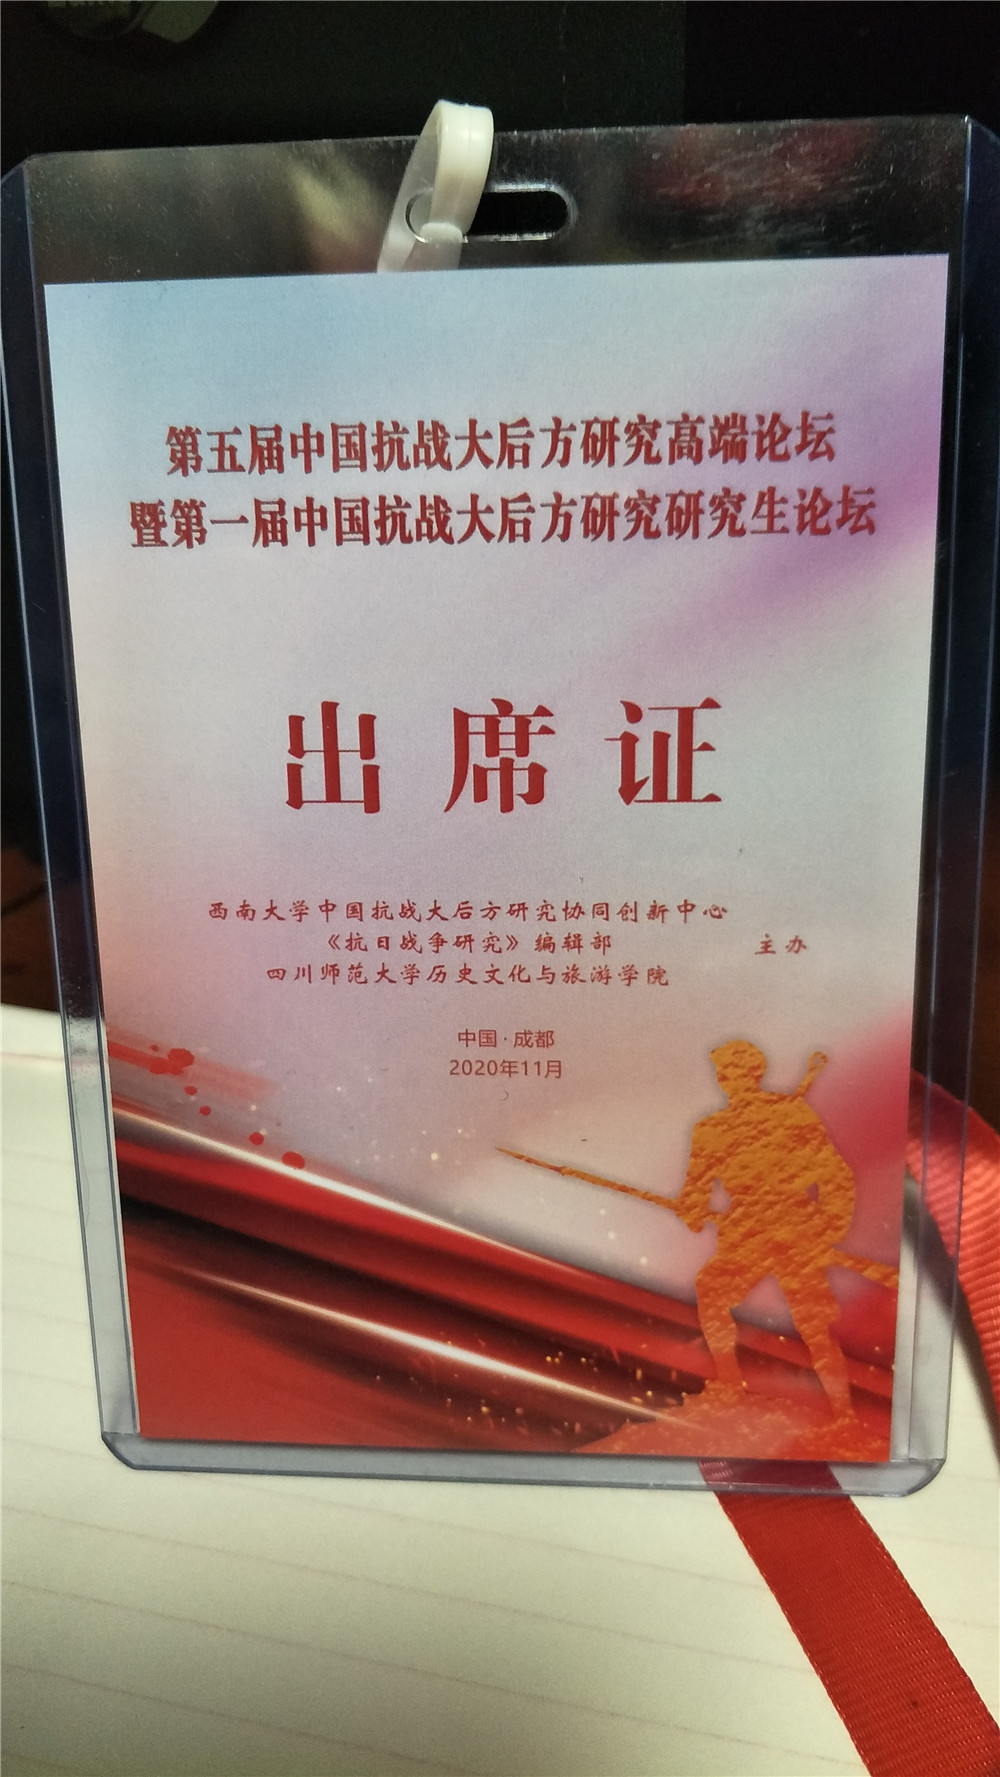 第五届中国抗战大后方研究高端论坛
暨第一届中国抗战大后方研究研究生论坛
出席证
西南大学中国抗战大后方研究协同创新中心
《抗日战争研究》编辑部 主办
四川师范大学历史文化与旅游学院
中国·成都
2020年11月